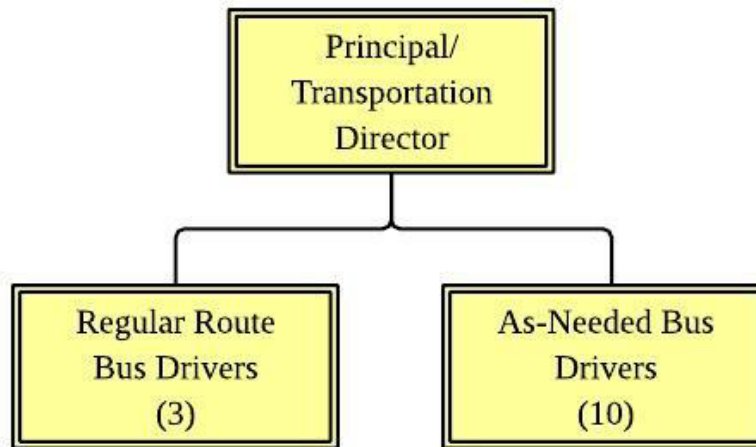 Principal/
Transportation
Director
Regular Route
Bus Drivers
(3)
As-Needed Bus
Drivers
(10)